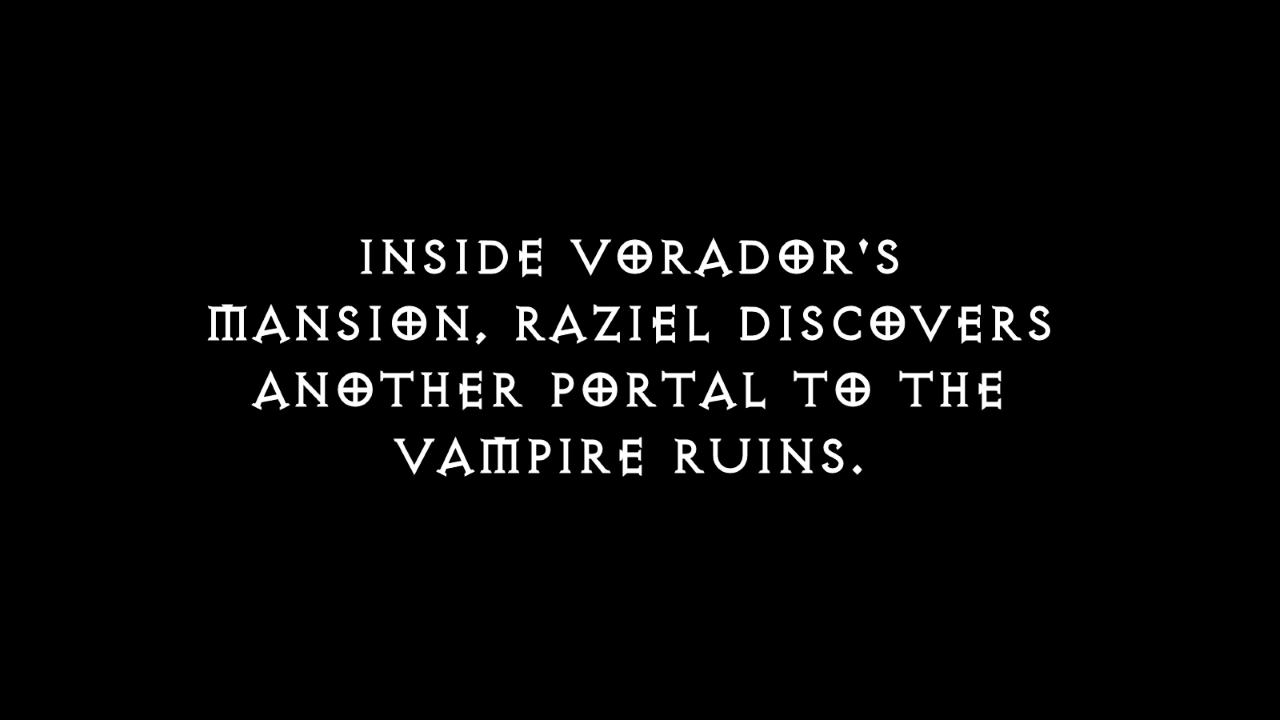 INSIDE VORADOR'S
MANSION, RAZIEL DISCOVERS
ANOTHER PORTAL TO THE
VAMPIRE RUINS.